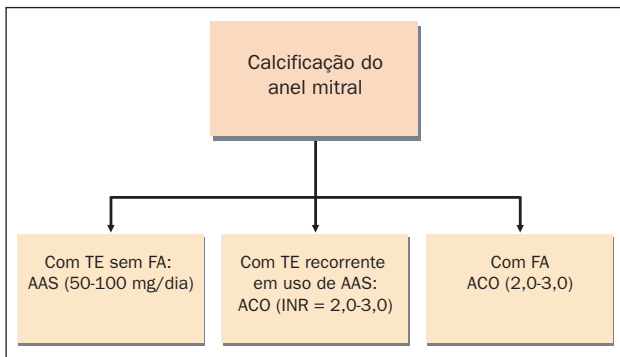 Calcificação do
anel mitral
Com TE sem FA:
AAS (50-100 mg/dia)
Com TE recorrente
em uso de AAS:
ACO (INR = 2,0-3,0)
Com FA
ACO (2,0-3,0)